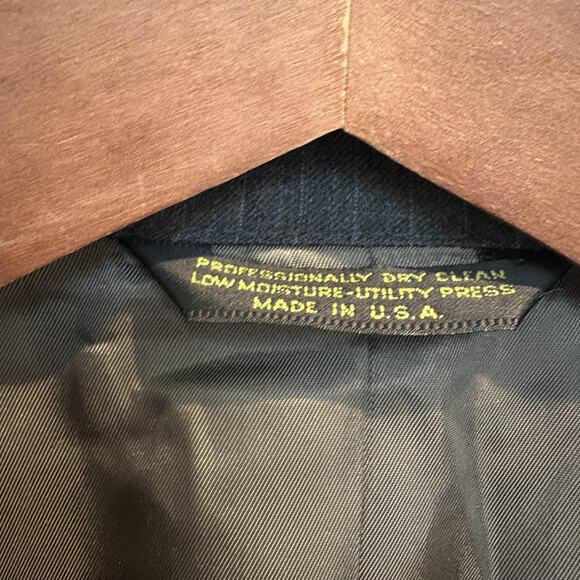 PROFESSIONALLY DRY CLEAN
LOW MOISTURE-UTILITY PRESS
MADE IN U.S.A.